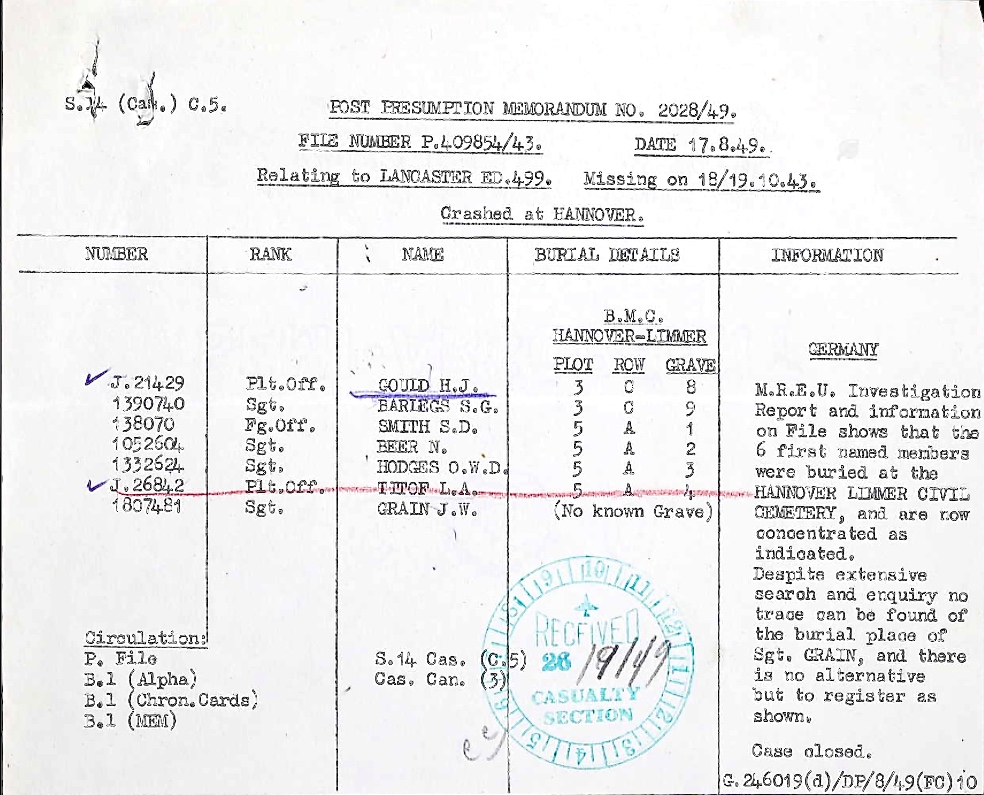 S.14 (Cas.) C.5.
POST PRESUMPTION MEMORANDUM NO. 2028/49.
FILE NUMBER P.409854/43. DATE 17.8.49.
Relating to LANCASTER ED.499. Missing on 18/19.10.43.
Crashed at HANNOVER.
NUMBER RANK NAME BURIAL DETAILS INFORMATION
B.M.C.
HANNOVER-LIMMER
PLOT ROW GRAVE
J.21429 Plt.Off. GOULD H.J. 3 C 8
1390740 Sgt. BARLEGS S.G. 3 C 9
138070 Fg.Off. SMITH S.D. 5 A 1
1052604 Sgt. BEER N. 5 A 2
1332624 Sgt. HODGES O.W.D. 5 A 3
J.26842 Plt.Off. TITOF L.A. 5 A 4
1807481 Sgt. GRAIN J.W. (No known Grave)
GERMANY
M.R.E.U. Investigation
Report and information
on File shows that the
6 first named members
were buried at the
HANNOVER LIMMER CIVIL
CEMETERY, and are now
concentrated as
indicated.
Despite extensive
search and enquiry no
trace can be found of
the burial place of
Sgt. GRAIN, and there
is no alternative
but to register as
shown.
Case closed.
G.246019(d)/DP/8/49(FC)10
Circulation:
P. File
B.1 (Alpha)
B.1 (Chron.Cards)
B.1 (MEM)
S.14 Cas. (C.5)
Cas. Can. (3)
RECEIVED
26 /9/49
CASUALTY
SECTION